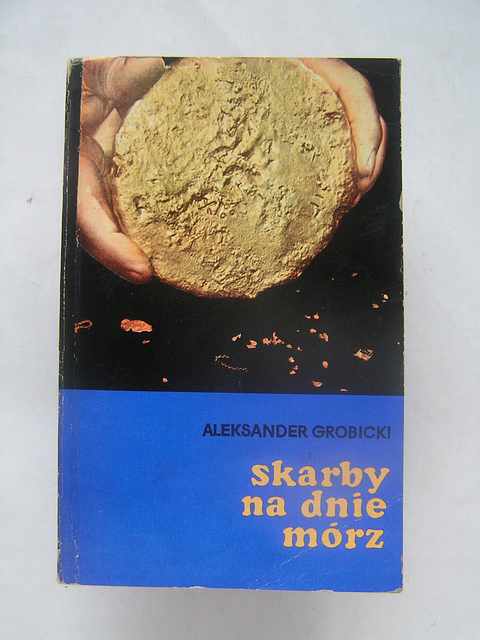 ALEKSANDER GROBICKI
skarby
na dnie
mórz